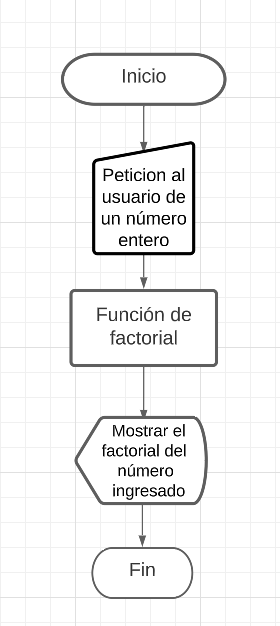 Inicio
Peticion al
usuario de
un número
entero
Función de
factorial
Mostrar el
factorial del
número
ingresado
Fin